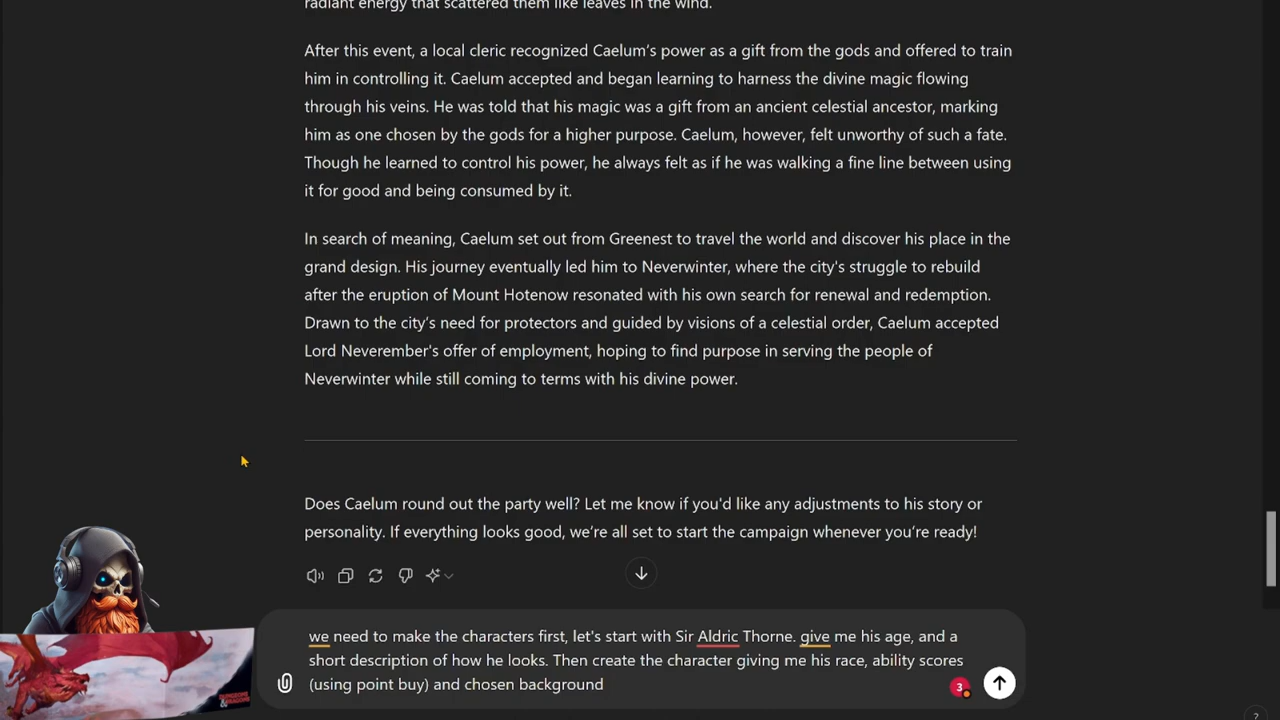 radiant energy that scattered them like leaves in the wind.
After this event, a local cleric recognized Caelum's power as a gift from the gods and offered to train
him in controlling it. Caelum accepted and began learning to harness the divine magic flowing
through his veins. He was told that his magic was a gift from an ancient celestial ancestor, marking
him as one chosen by the gods for a higher purpose. Caelum, however, felt unworthy of such a fate.
Though he learned to control his power, he always felt as if he was walking a fine line between using
it for good and being consumed by it.
In search of meaning, Caelum set out from Greenest to travel the world and discover his place in the
grand design. His journey eventually led him to Neverwinter, where the city's struggle to rebuild
after the eruption of Mount Hotenow resonated with his own search for renewal and redemption.
Drawn to the city's need for protectors and guided by visions of a celestial order, Caelum accepted
Lord Neverember's offer of employment, hoping to find purpose in serving the people of
Neverwinter while still coming to terms with his divine power.
Does Caelum round out the party well? Let me know if you'd like any adjustments to his story or
personality. If everything looks good, we're all set to start the campaign whenever you're ready!
we need to make the characters first, let's start with Sir Aldric Thorne. give me his age, and a
short description of how he looks. Then create the character giving me his race, ability scores
(using point buy) and chosen background
3
DUNGEONS & DRAGONS
?